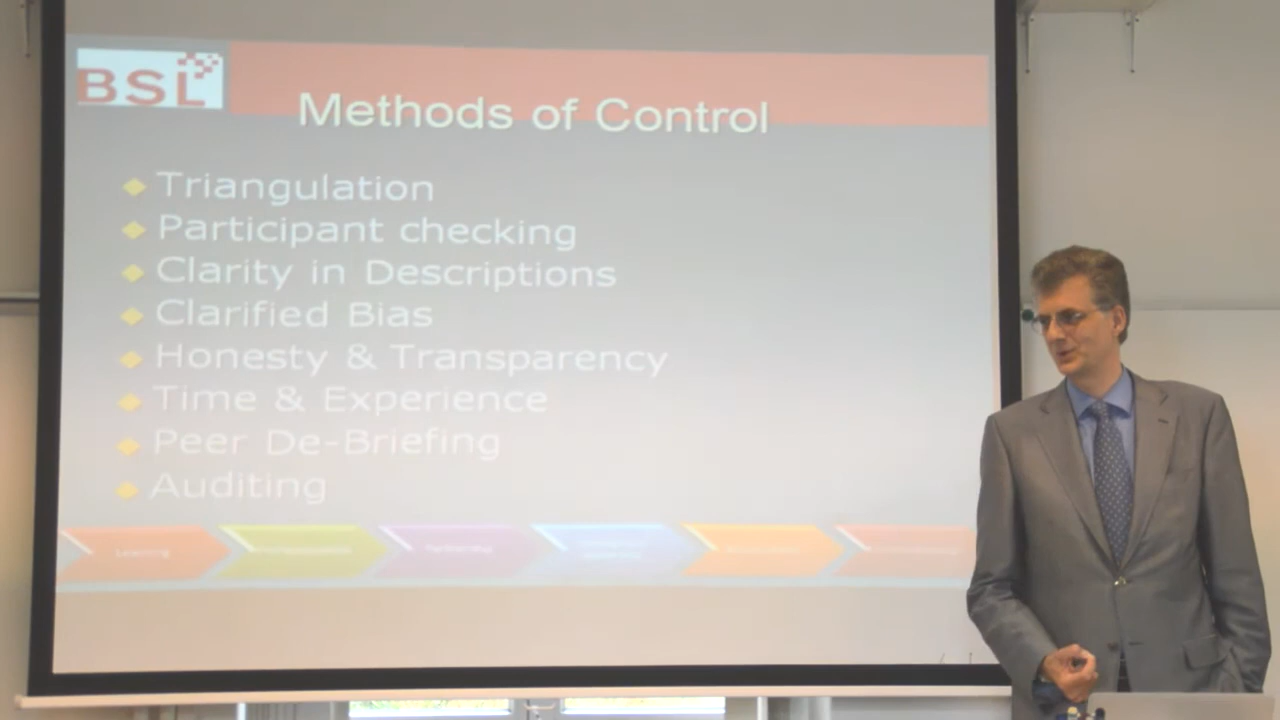 BSL
Methods of Control
Triangulation
Participant checking
Clarity in Descriptions
Clarified Bias
Honesty & Transparency
Time & Experience
Peer De-Briefing
Auditing
Learning